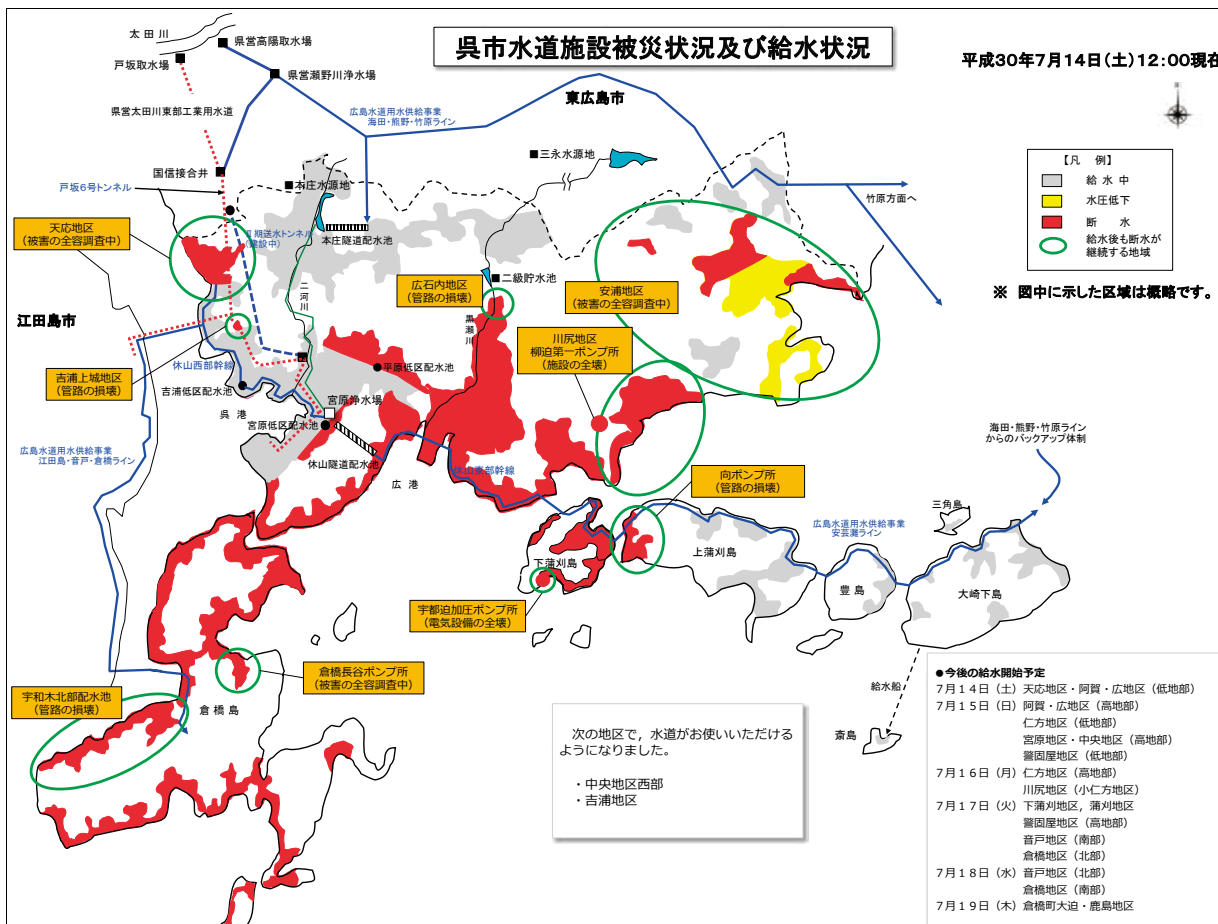 呉市水道施設被災状況及び給水状況
平成30年7月14日(土)12:00現在
太田川
県営高陽取水場
戸坂取水場
県営瀬野川浄水場
県営太田川東部工業用水道
広島水道用水供給事業
海田・熊野・竹原ライン
東広島市
国信接合井
戸坂6号トンネル
本庄水源地
三永水源地
竹原方面へ
【凡 例】
給 水 中
水圧低下
断 水
給水後も断水が
継続する地域
※ 図中に示した区域は概略です。
天応地区
(被害の全容調査中)
Ⅱ期送水トンネル
(建設中)
本庄隧道配水池
二河川
広石内地区
(管路の損壊)
二級貯水池
黒瀬川
安浦地区
(被害の全容調査中)
川尻地区
柳迫第一ポンプ所
(施設の全壊)
江田島市
吉浦上城地区
(管路の損壊)
休山西部幹線
吉浦低区配水池
平原低区配水池
呉港
宮原浄水場
宮原低区配水池
休山隧道配水池
広港
休山東部幹線
広島水道用水供給事業
江田島・音戸・倉橋ライン
海田・熊野・竹原ライン
からのバックアップ体制
向ポンプ所
(管路の損壊)
三角島
広島水道用水供給事業
安芸灘ライン
下蒲刈島
上蒲刈島
豊島
大崎下島
宇都迫加圧ポンプ所
(電気設備の全壊)
倉橋長谷ポンプ所
(被害の全容調査中)
宇和木北部配水池
(管路の損壊)
倉橋島
給水船
斎島
次の地区で,水道がお使いいただける
ようになりました。
・中央地区西部
・吉浦地区
●今後の給水開始予定
7月14日(土)天応地区・阿賀・広地区(低地部)
7月15日(日)阿賀・広地区(高地部)
仁方地区(低地部)
宮原地区・中央地区(高地部)
警固屋地区(低地部)
7月16日(月)仁方地区(高地部)
川尻地区(小仁方地区)
7月17日(火)下蒲刈地区,蒲刈地区
警固屋地区(高地部)
音戸地区(南部)
倉橋地区(北部)
7月18日(水)音戸地区(北部)
倉橋地区(南部)
7月19日(木)倉橋町大迫・鹿島地区